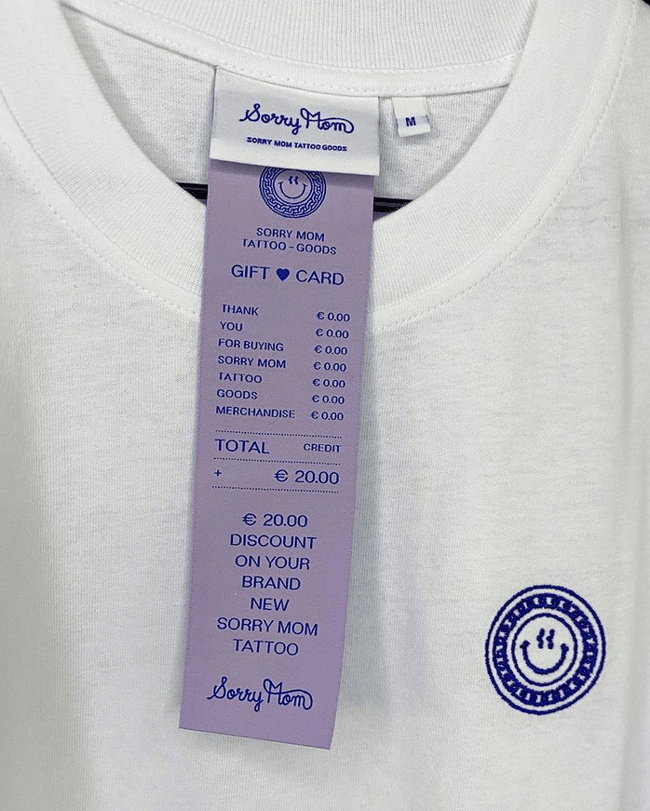 Sorry Mom
SORRY MOM TATTOO GOODS
M
SORRY MOM
TATTOO - GOODS
GIFT ♥ CARD
THANK € 0.00
YOU € 0.00
FOR BUYING € 0.00
SORRY MOM € 0.00
TATTOO € 0.00
GOODS € 0.00
MERCHANDISE € 0.00
TOTAL CREDIT
+ € 20.00
€ 20.00
DISCOUNT
ON YOUR
BRAND
NEW
SORRY MOM
TATTOO
Sorry Mom